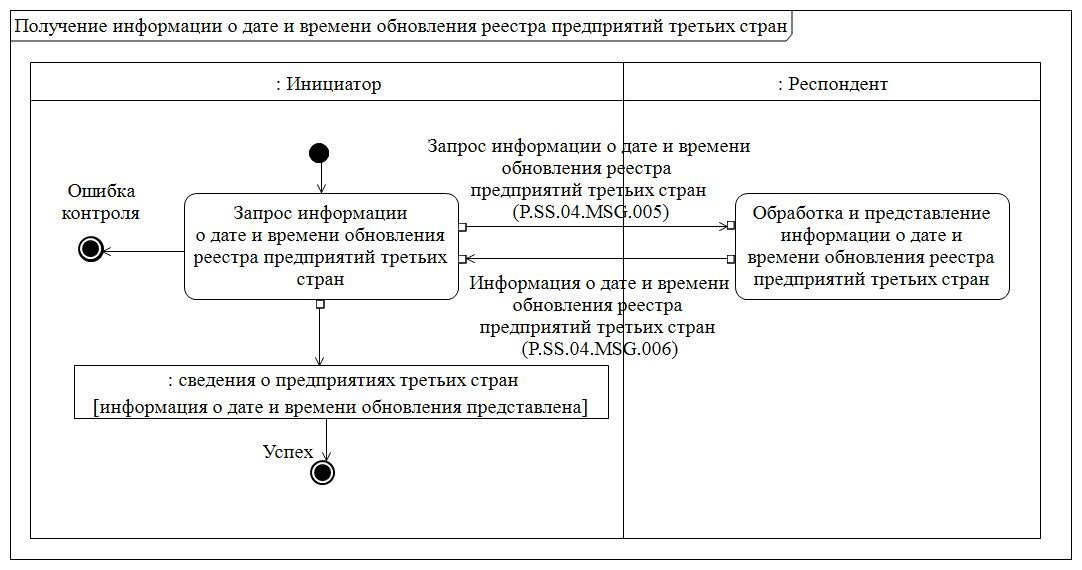 Получение информации о дате и времени обновления реестра предприятий третьих стран
: Инициатор
: Респондент
Запрос информации о дате и времени
обновления реестра
предприятий третьих стран
(P.SS.04.MSG.005)
Ошибка
контроля
Запрос информации
о дате и времени обновления
реестра предприятий третьих
стран
Обработка и представление
информации о дате и
времени обновления реестра
предприятий третьих стран
Информация о дате и времени
обновления реестра
предприятий третьих стран
(P.SS.04.MSG.006)
: сведения о предприятиях третьих стран
[информация о дате и времени обновления представлена]
Успех